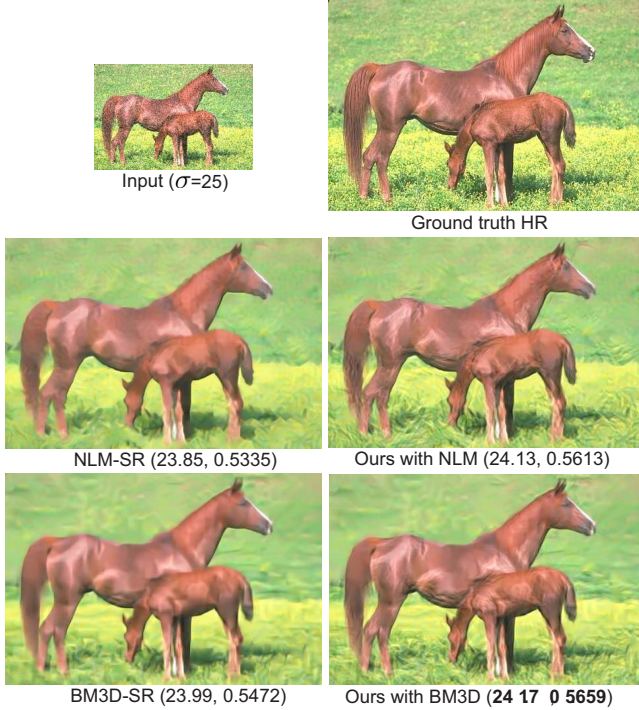 Input (σ=25)
Ground truth HR
NLM-SR (23.85, 0.5335)
Ours with NLM (24.13, 0.5613)
BM3D-SR (23.99, 0.5472)
Ours with BM3D (24 17  0 5659)